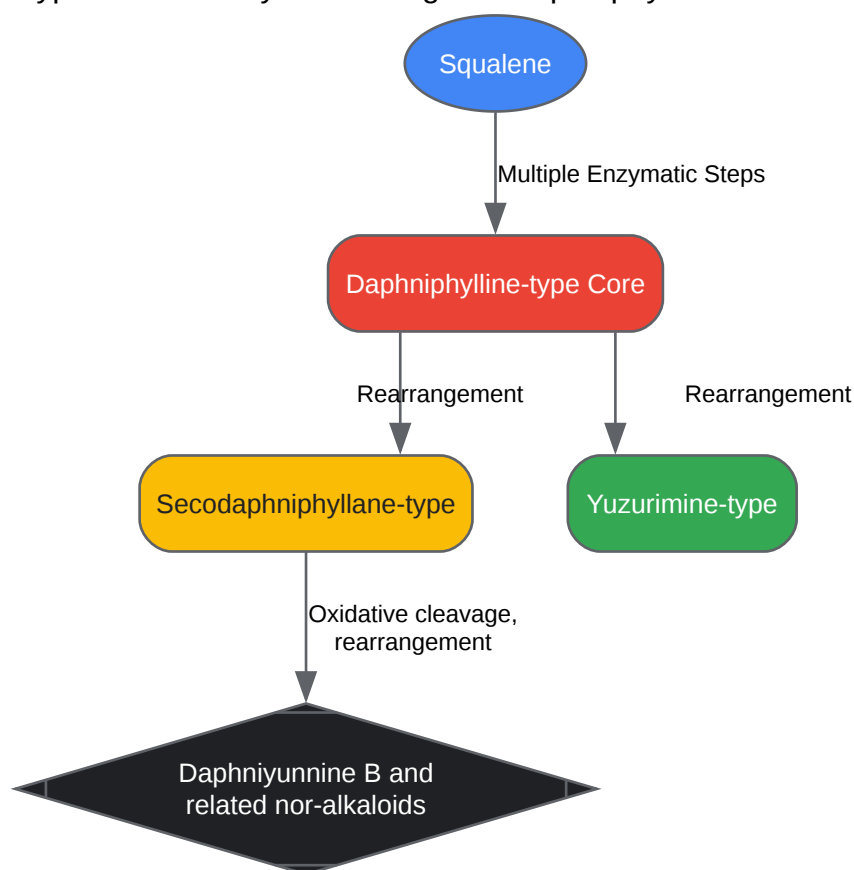 Squalene
Multiple Enzymatic Steps
Daphniphylline-type Core
Rearrangement
Rearrangement
Secodaphniphyllane-type
Yuzurimine-type
Oxidative cleavage,
rearrangement
Daphniyunnine B and
related nor-alkaloids